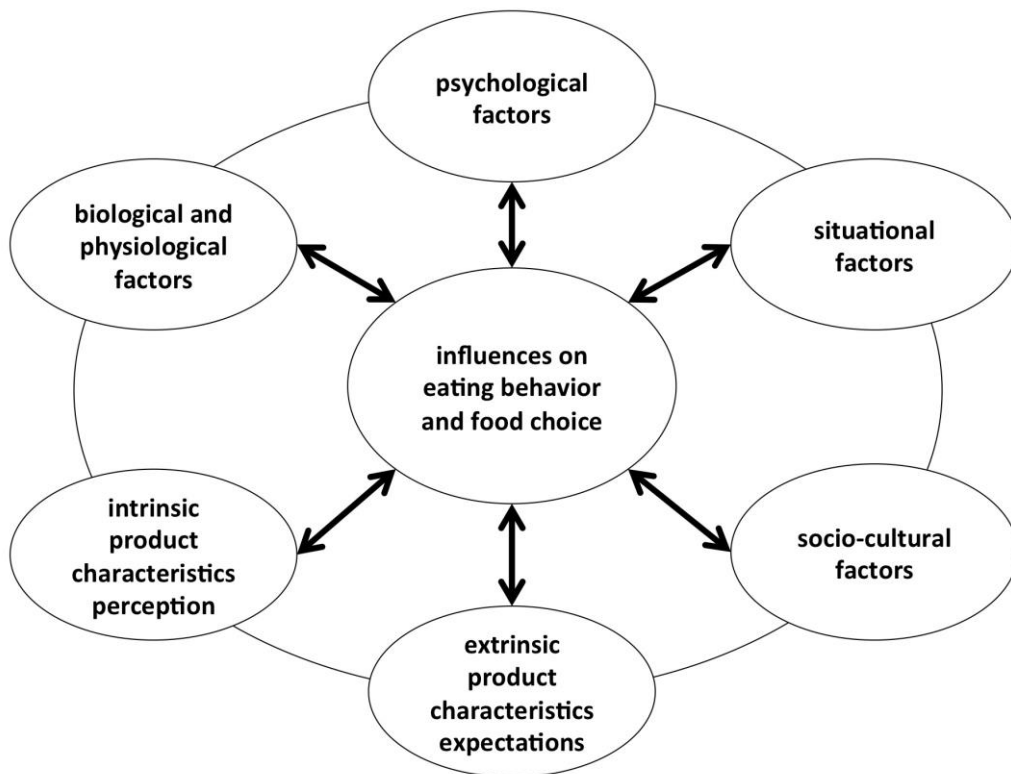 psychological
factors
biological and
physiological
factors
situational
factors
influences on
eating behavior
and food choice
intrinsic
product
characteristics
perception
socio-cultural
factors
extrinsic
product
characteristics
expectations